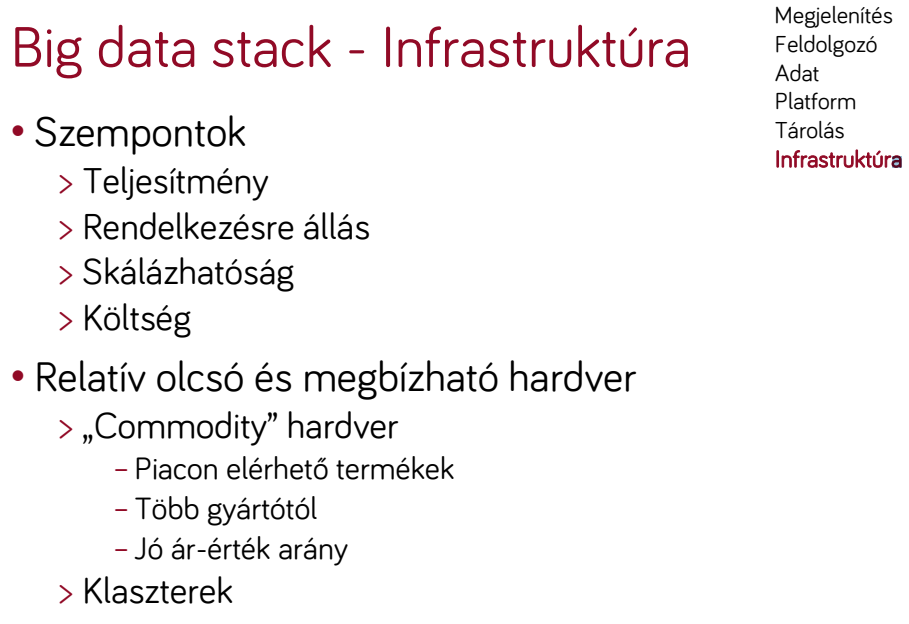 Big data stack - Infrastruktúra
• Szempontok
> Teljesítmény
> Rendelkezésre állás
> Skálázhatóság
> Költség
• Relatív olcsó és megbízható hardver
> „Commodity” hardver
– Piacon elérhető termékek
– Több gyártótól
– Jó ár-érték arány
> Klaszterek
Megjelenítés
Feldolgozó
Adat
Platform
Tárolás
Infrastruktúra